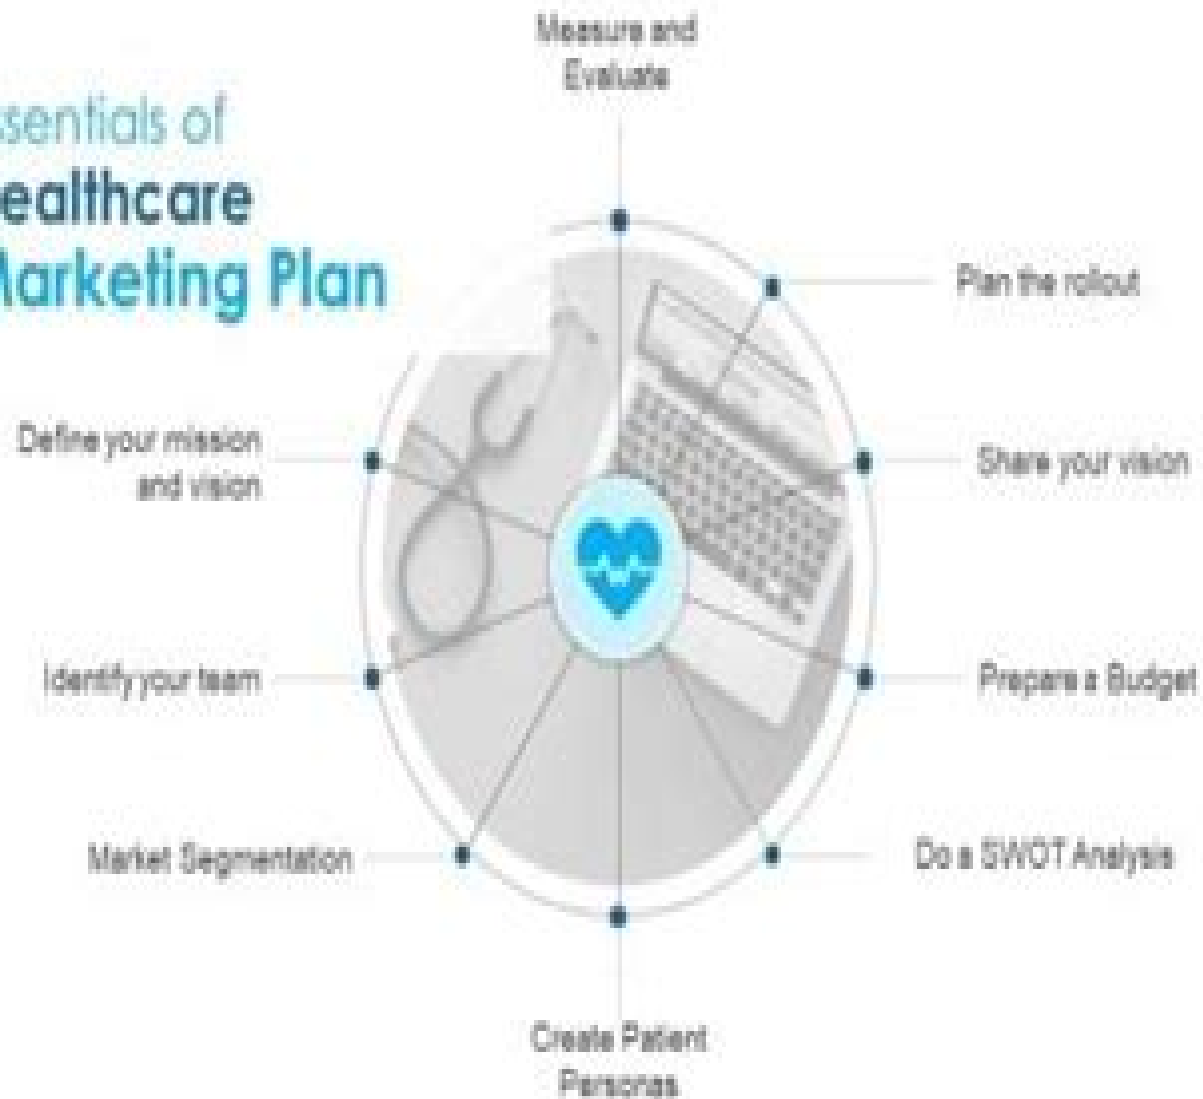 ssentials of
ealthcare
Marketing Plan
Measure and
Evaluate
Plan the rollout
Share your vision
Prepare a Budget
Do a SWOT Analysis
Create Patient
Personas
Market Segmentation
Identify your team
Define your mission
and vision